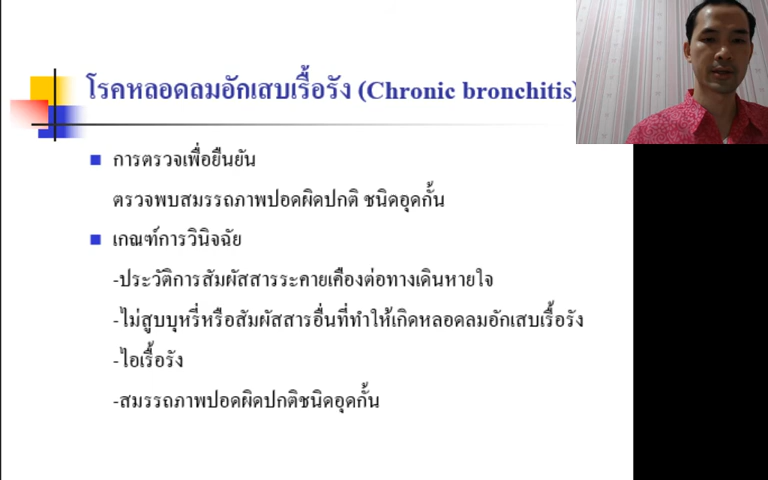 โรคหลอดลมอักเสบเรื้อรัง (Chronic bronchitis)
การตรวจเพื่อยืนยัน
ตรวจพบสมรรถภาพปอดผิดปกติ ชนิดอุดกั้น
เกณฑ์การวินิจฉัย
-ประวัติการสัมผัสสารระคายเคืองต่อทางเดินหายใจ
-ไม่สูบบุหรี่หรือสัมผัสสารอื่นที่ทำให้เกิดหลอดลมอักเสบเรื้อรัง
-ไอเรื้อรัง
-สมรรถภาพปอดผิดปกติชนิดอุดกั้น